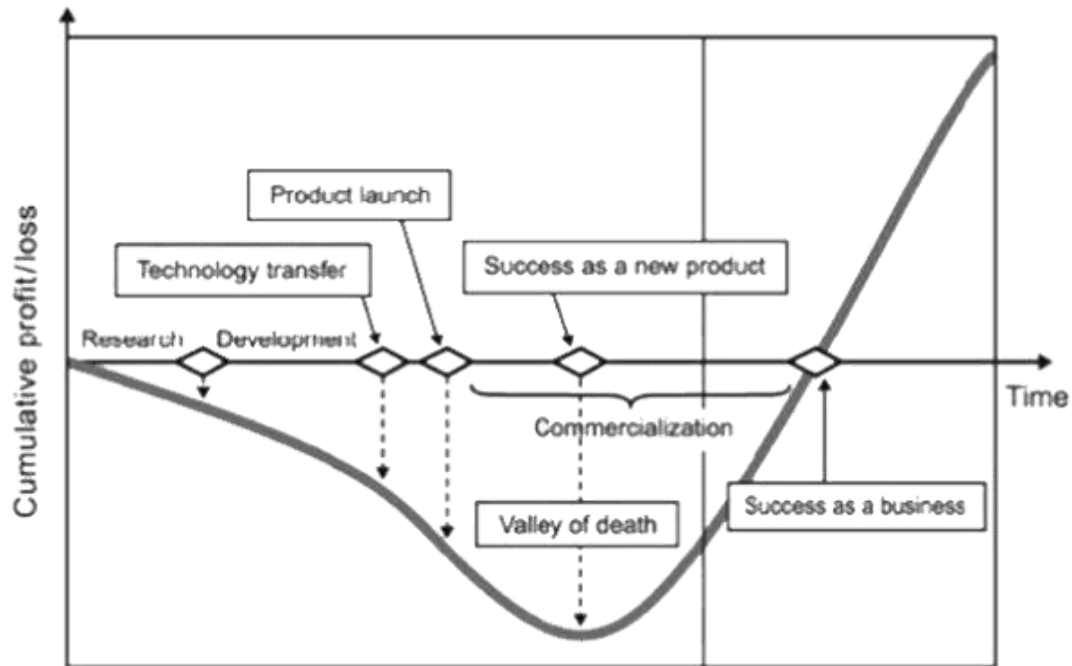 Product launch
Technology transfer
Success as a new product
Research
Development
Time
Commercialization
Success as a business
Valley of death
Cumulative profit/loss